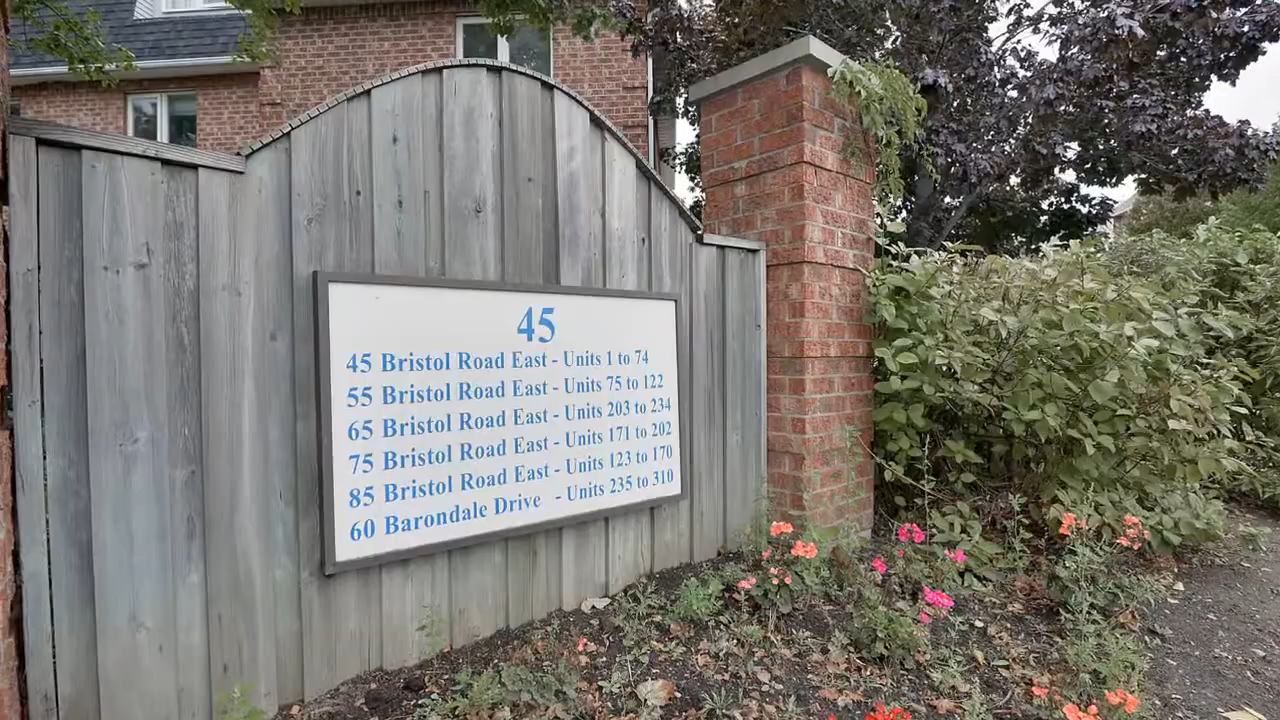 45
45 Bristol Road East - Units 1 to 74
55 Bristol Road East - Units 75 to 122
65 Bristol Road East - Units 203 to 234
75 Bristol Road East - Units 171 to 202
85 Bristol Road East - Units 123 to 170
60 Barondale Drive - Units 235 to 310